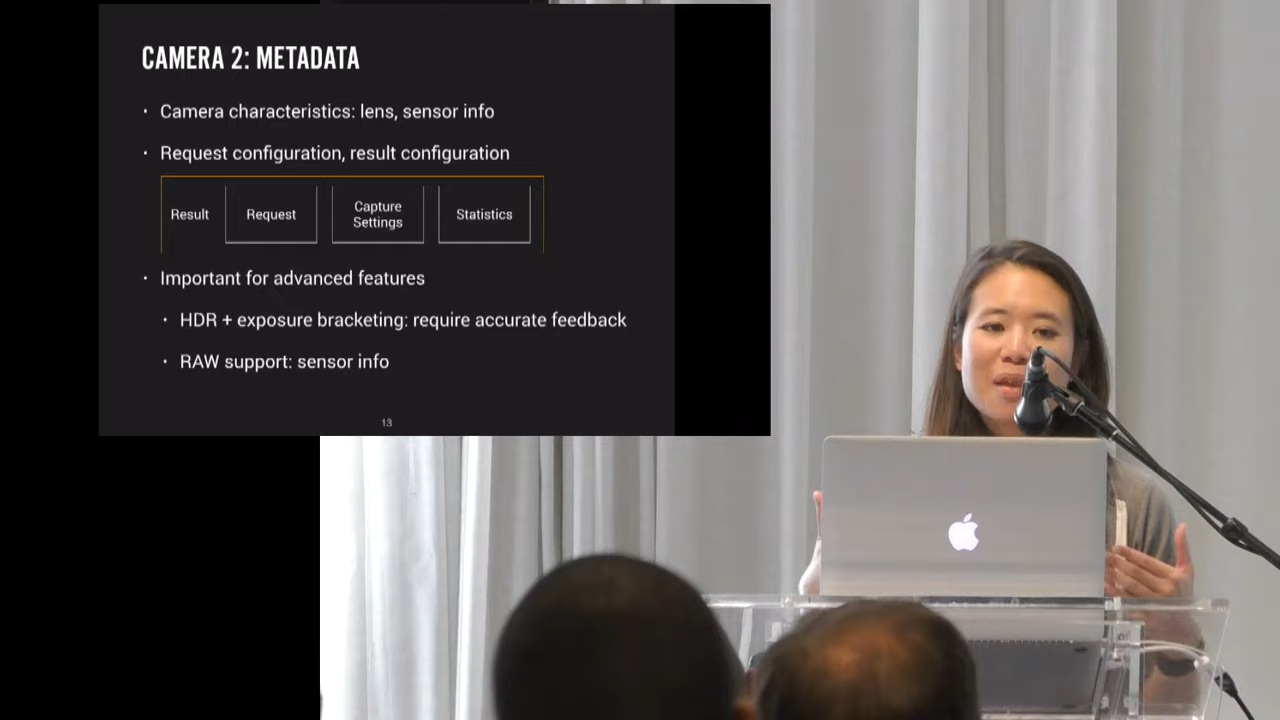 CAMERA 2: METADATA
· Camera characteristics: lens, sensor info
· Request configuration, result configuration
Result
Request
Capture
Settings
Statistics
· Important for advanced features
· HDR + exposure bracketing: require accurate feedback
· RAW support: sensor info
13